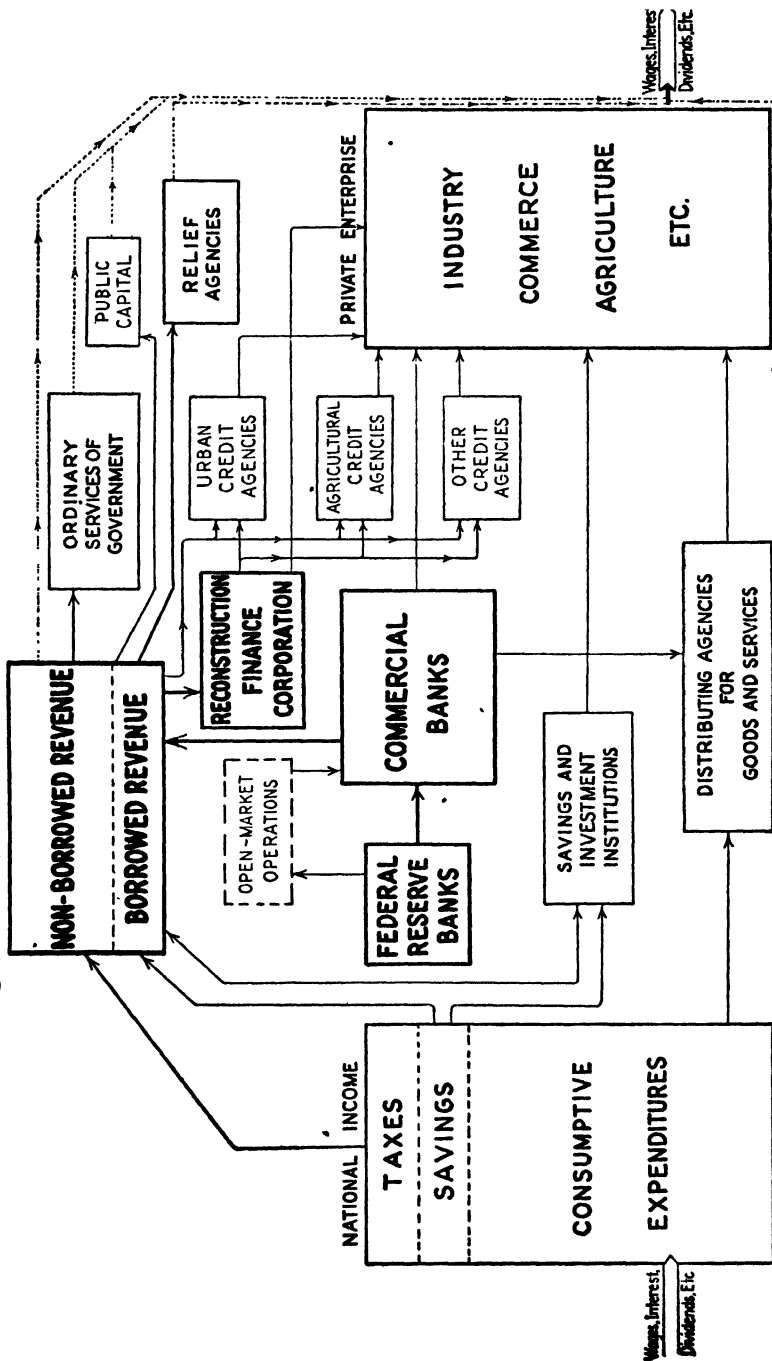 NON-BORROWED REVENUE
BORROWED REVENUE
ORDINARY
SERVICES OF
GOVERNMENT
PUBLIC
CAPITAL
RELIEF
AGENCIES
RECONSTRUCTION
FINANCE
CORPORATION
URBAN
CREDIT
AGENCIES
AGRICULTURAL
CREDIT
AGENCIES
OTHER
CREDIT
AGENCIES
OPEN-MARKET
OPERATIONS
FEDERAL
RESERVE
BANKS
COMMERCIAL
BANKS
NATIONAL INCOME
TAXES
SAVINGS
CONSUMPTIVE
EXPENDITURES
Wages, Interest,
Dividends, Etc
SAVINGS AND
INVESTMENT
INSTITUTIONS
DISTRIBUTING AGENCIES
FOR
GOODS AND SERVICES
PRIVATE ENTERPRISE
INDUSTRY
COMMERCE
AGRICULTURE
ETC.
Wages, Interes
Dividends, Etc.